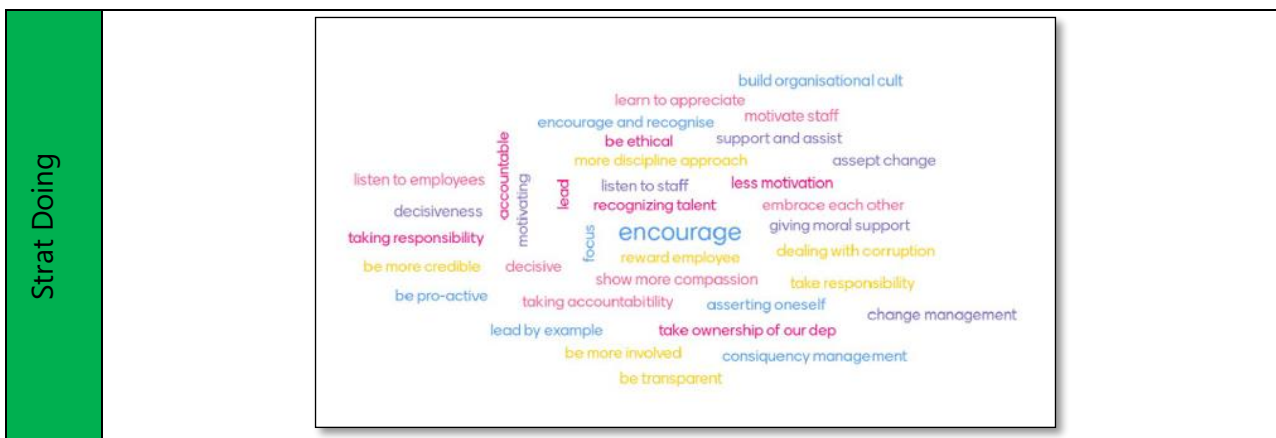 Strat Doing
build organisational cult
learn to appreciate
motivate staff
encourage and recognise
be ethical
support and assist
accountable
more discipline approach
assept change
listen to employees
motivating
lead
listen to staff
less motivation
decisiveness
recognizing talent
embrace each other
taking responsibility
focus
encourage
giving moral support
be more credible
decisive
reward employee
dealing with corruption
show more compassion
take responsibility
be pro-active
taking accountabitility
asserting oneself
change management
lead by example
take ownership of our dep
be more involved
consiquency management
be transparent